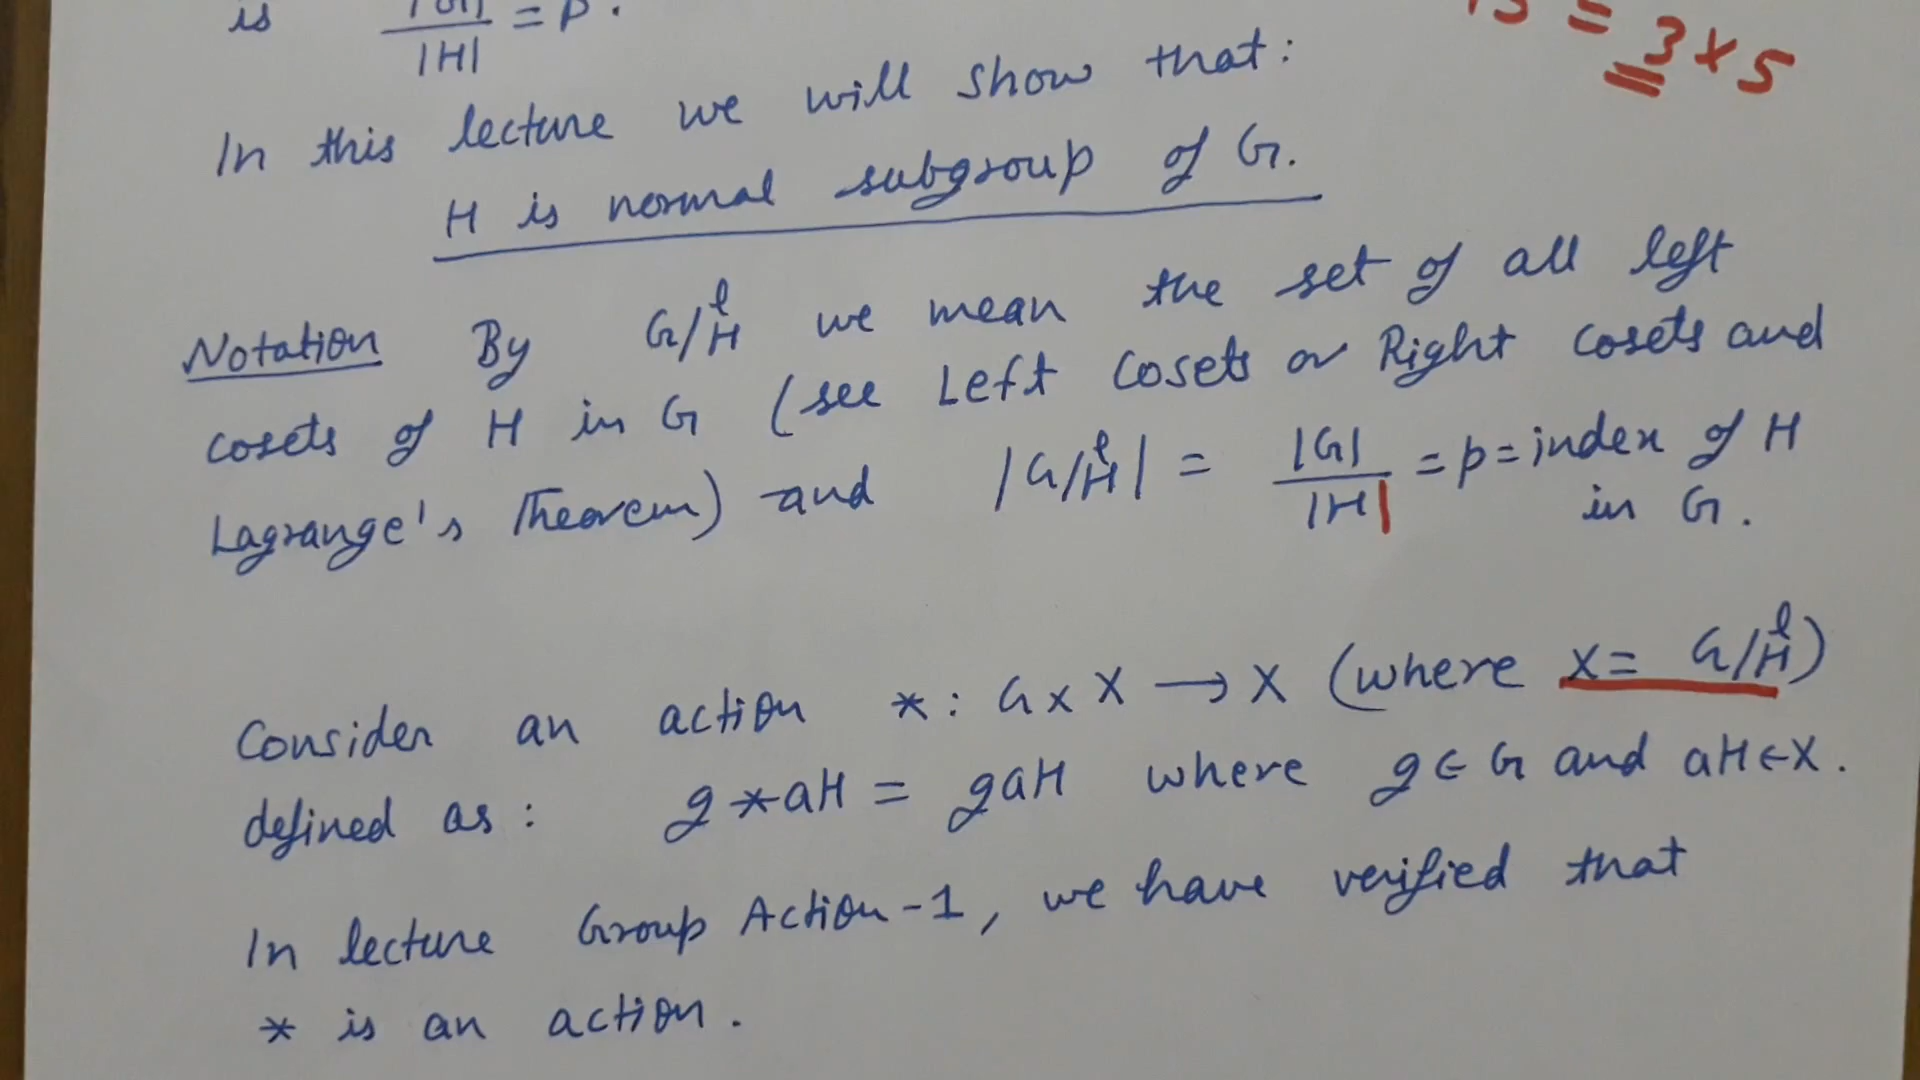 is |G|/|H| = p.
15 = 3 x 5
In this lecture we will show that:
H is normal subgroup of G.
Notation By G/ˡH we mean the set of all left
cosets of H in G (see Left Cosets or Right Cosets and
Lagrange's Theorem) and |G/ˡH| = |G|/|H| = p = index of H
in G.
Consider an action *: G x X → X (where X = G/ˡH)
defined as: g * aH = gaH where g ∈ G and aH ∈ X.
In lecture Group Action-1, we have verified that
* is an action.